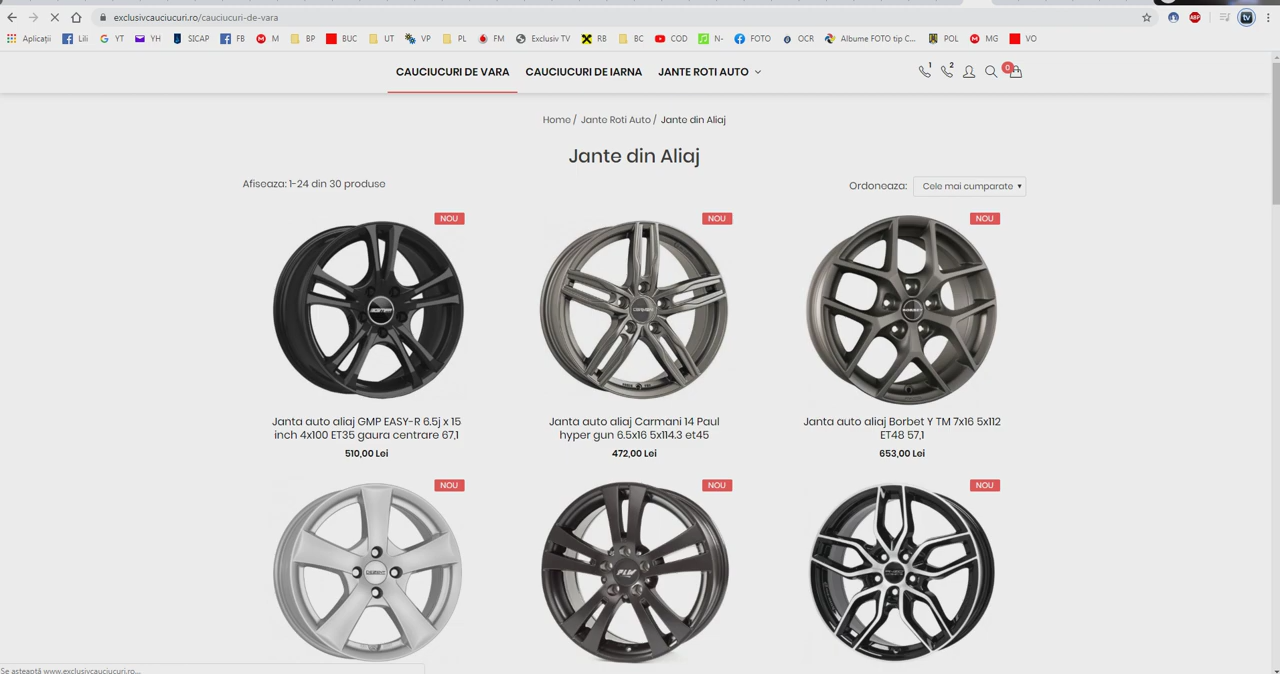 exclusivcauciucuri.ro/cauciucuri-de-vara
ABP
tv
Aplicații Lili YT YH SICAP FB M BP BUC UT VP PL FM Exclusiv TV RB BC COD N- FOTO OCR Albume FOTO tip C... POL MG VO
CAUCIUCURI DE VARA CAUCIUCURI DE IARNA JANTE ROTI AUTO 1 2 0
Home / Jante Roti Auto / Jante din Aliaj
Jante din Aliaj
Afiseaza: 1-24 din 30 produse
Ordoneaza: Cele mai cumparate
NOU NOU NOU
Janta auto aliaj GMP EASY-R 6.5j x 15
inch 4x100 ET35 gaura centrare 67,1
510,00 Lei
Janta auto aliaj Carmani 14 Paul
hyper gun 6.5x16 5x114.3 et45
472,00 Lei
Janta auto aliaj Borbet Y TM 7x16 5x112
ET48 57,1
653,00 Lei
NOU NOU NOU
PLW
Se așteaptă www.exclusivcauciucuri.ro...